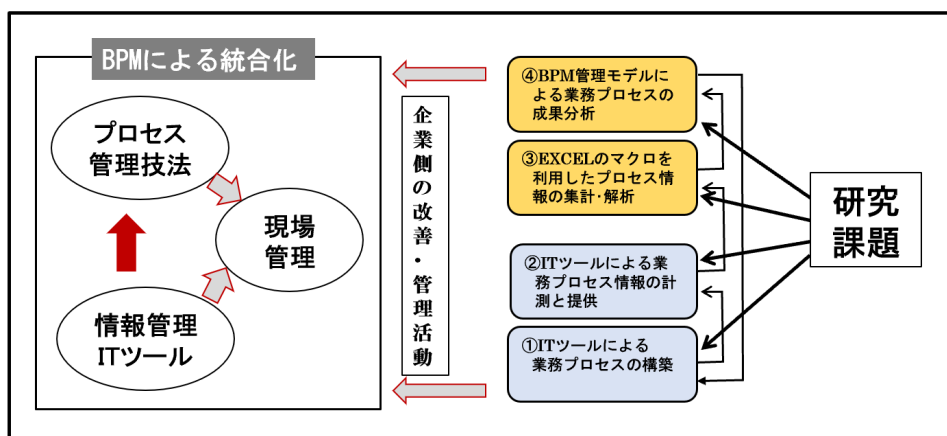 BPMによる統合化
プロセス
管理技法
現場
管理
情報管理
ITツール
企業側の改善・管理活動
④BPM管理モデルに
よる業務プロセスの
成果分析
③EXCELのマクロを
利用したプロセス情
報の集計・解析
②ITツールによる業
務プロセス情報の計
測と提供
①ITツールによる
業務プロセスの構築
研究
課題